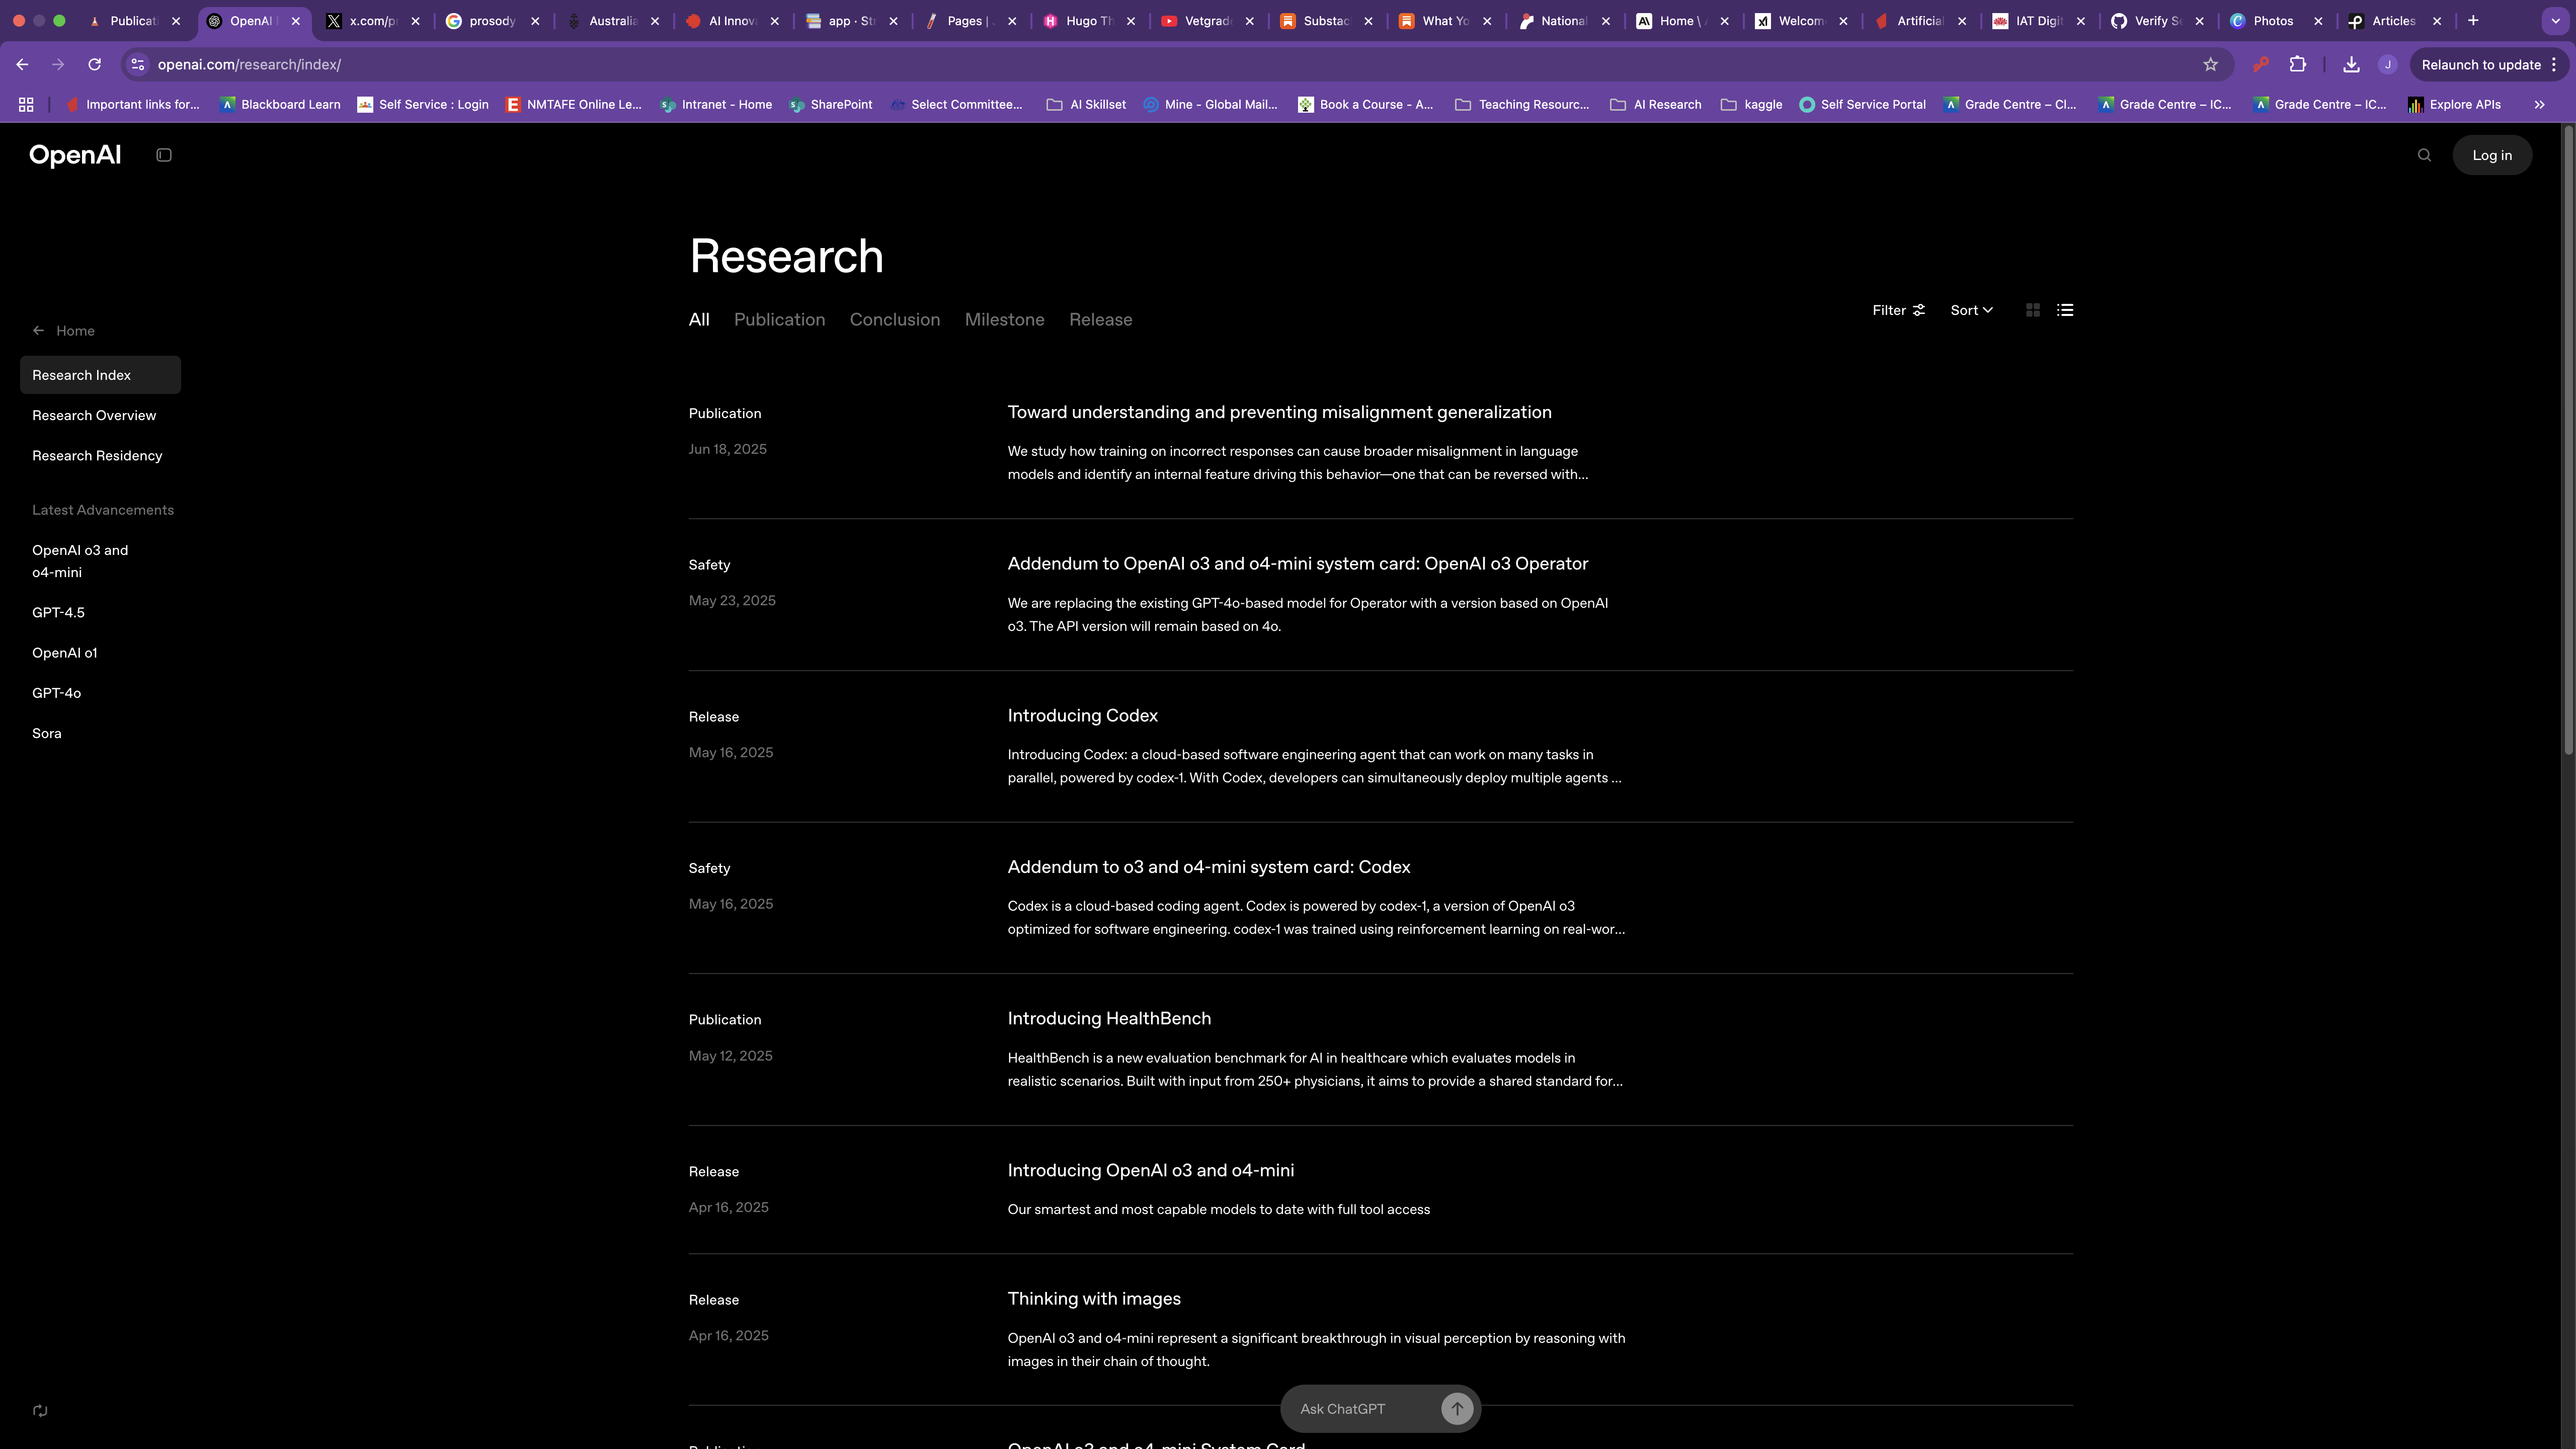 Publicati
OpenAI
x.com/p
prosody
Australia
AI Innov
app · St
Pages |
Hugo Th
Vetgrad
Substac
What Yo
National
Home \
Welcom
Artificial
IAT Digit
Verify S
Photos
Articles
openai.com/research/index/
J
Relaunch to update
Important links for...
Blackboard Learn
Self Service : Login
NMTAFE Online Le...
Intranet - Home
SharePoint
Select Committee...
AI Skillset
Mine - Global Mail...
Book a Course - A...
Teaching Resourc...
AI Research
kaggle
Self Service Portal
Grade Centre – Cl...
Grade Centre – IC...
Grade Centre – IC...
Explore APIs
OpenAI
Log in
Research
All
Publication
Conclusion
Milestone
Release
Filter
Sort
Home
Research Index
Research Overview
Research Residency
Latest Advancements
OpenAI o3 and
o4-mini
GPT-4.5
OpenAI o1
GPT-4o
Sora
Publication
Jun 18, 2025
Toward understanding and preventing misalignment generalization
We study how training on incorrect responses can cause broader misalignment in language
models and identify an internal feature driving this behavior—one that can be reversed with...
Safety
May 23, 2025
Addendum to OpenAI o3 and o4-mini system card: OpenAI o3 Operator
We are replacing the existing GPT-4o-based model for Operator with a version based on OpenAI
o3. The API version will remain based on 4o.
Release
May 16, 2025
Introducing Codex
Introducing Codex: a cloud-based software engineering agent that can work on many tasks in
parallel, powered by codex-1. With Codex, developers can simultaneously deploy multiple agents ...
Safety
May 16, 2025
Addendum to o3 and o4-mini system card: Codex
Codex is a cloud-based coding agent. Codex is powered by codex-1, a version of OpenAI o3
optimized for software engineering. codex-1 was trained using reinforcement learning on real-wor...
Publication
May 12, 2025
Introducing HealthBench
HealthBench is a new evaluation benchmark for AI in healthcare which evaluates models in
realistic scenarios. Built with input from 250+ physicians, it aims to provide a shared standard for...
Release
Apr 16, 2025
Introducing OpenAI o3 and o4-mini
Our smartest and most capable models to date with full tool access
Release
Apr 16, 2025
Thinking with images
OpenAI o3 and o4-mini represent a significant breakthrough in visual perception by reasoning with
images in their chain of thought.
Ask ChatGPT
OpenAI o3 and o4-mini System Card